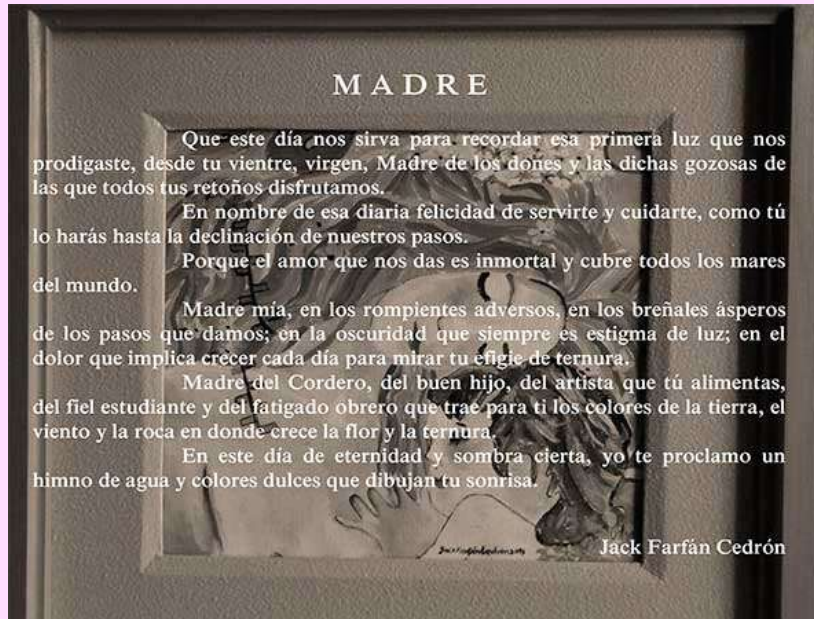 MADRE
Que este día nos sirva para recordar esa primera luz que nos
prodigaste, desde tu vientre, virgen, Madre de los dones y las dichas gozosas de
las que todos tus retoños disfrutamos.
En nombre de esa diaria felicidad de servirte y cuidarte, como tú
lo harás hasta la declinación de nuestros pasos.
Porque el amor que nos das es inmortal y cubre todos los mares
del mundo.
Madre mía, en los rompientes adversos, en los breñales ásperos
de los pasos que damos; en la oscuridad que siempre es estigma de luz; en el
dolor que implica crecer cada día para mirar tu efigie de ternura.
Madre del Cordero, del buen hijo, del artista que tú alimentas,
del fiel estudiante y del fatigado obrero que trae para ti los colores de la tierra, el
viento y la roca en donde crece la flor y la ternura.
En este día de eternidad y sombra cierta, yo te proclamo un
himno de agua y colores dulces que dibujan tu sonrisa.
Jack Farfán Cedrón